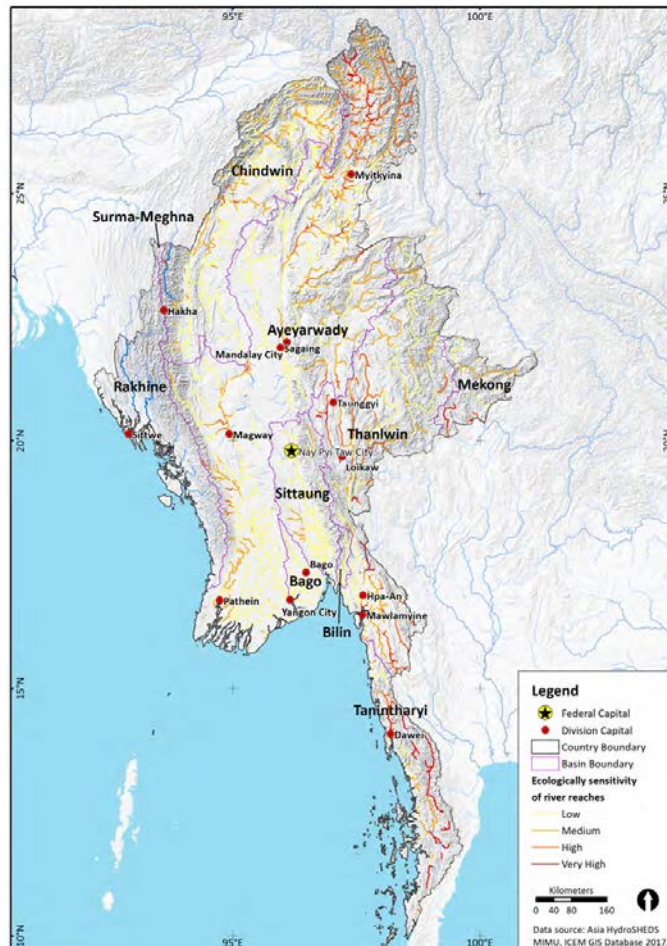 95°E
100°E
Chindwin
Myitkyina
25°N
Surma-Meghna
Hakha
Ayeyarwady
Mandalay City
Sagaing
Mekong
Rakhine
Taunggyi
Sittwe
Magway
Thanlwin
20°N
20°N
Nay Pyi Taw City
Loikaw
Sittaung
Bago
Bago
Pathein
Yangon City
Hpa-An
Mawlamyine
Bilin
15°N
Tanintharyi
Dawei
10°N
95°E
100°E
Legend
Federal Capital
Division Capital
Country Boundary
Basin Boundary
Ecologically sensitivity
of river reaches
Low
Medium
High
Very High
Kilometers
0 40 80 160
Data source: Asia HydroSHEDS
MIMU, ICEM GIS Database